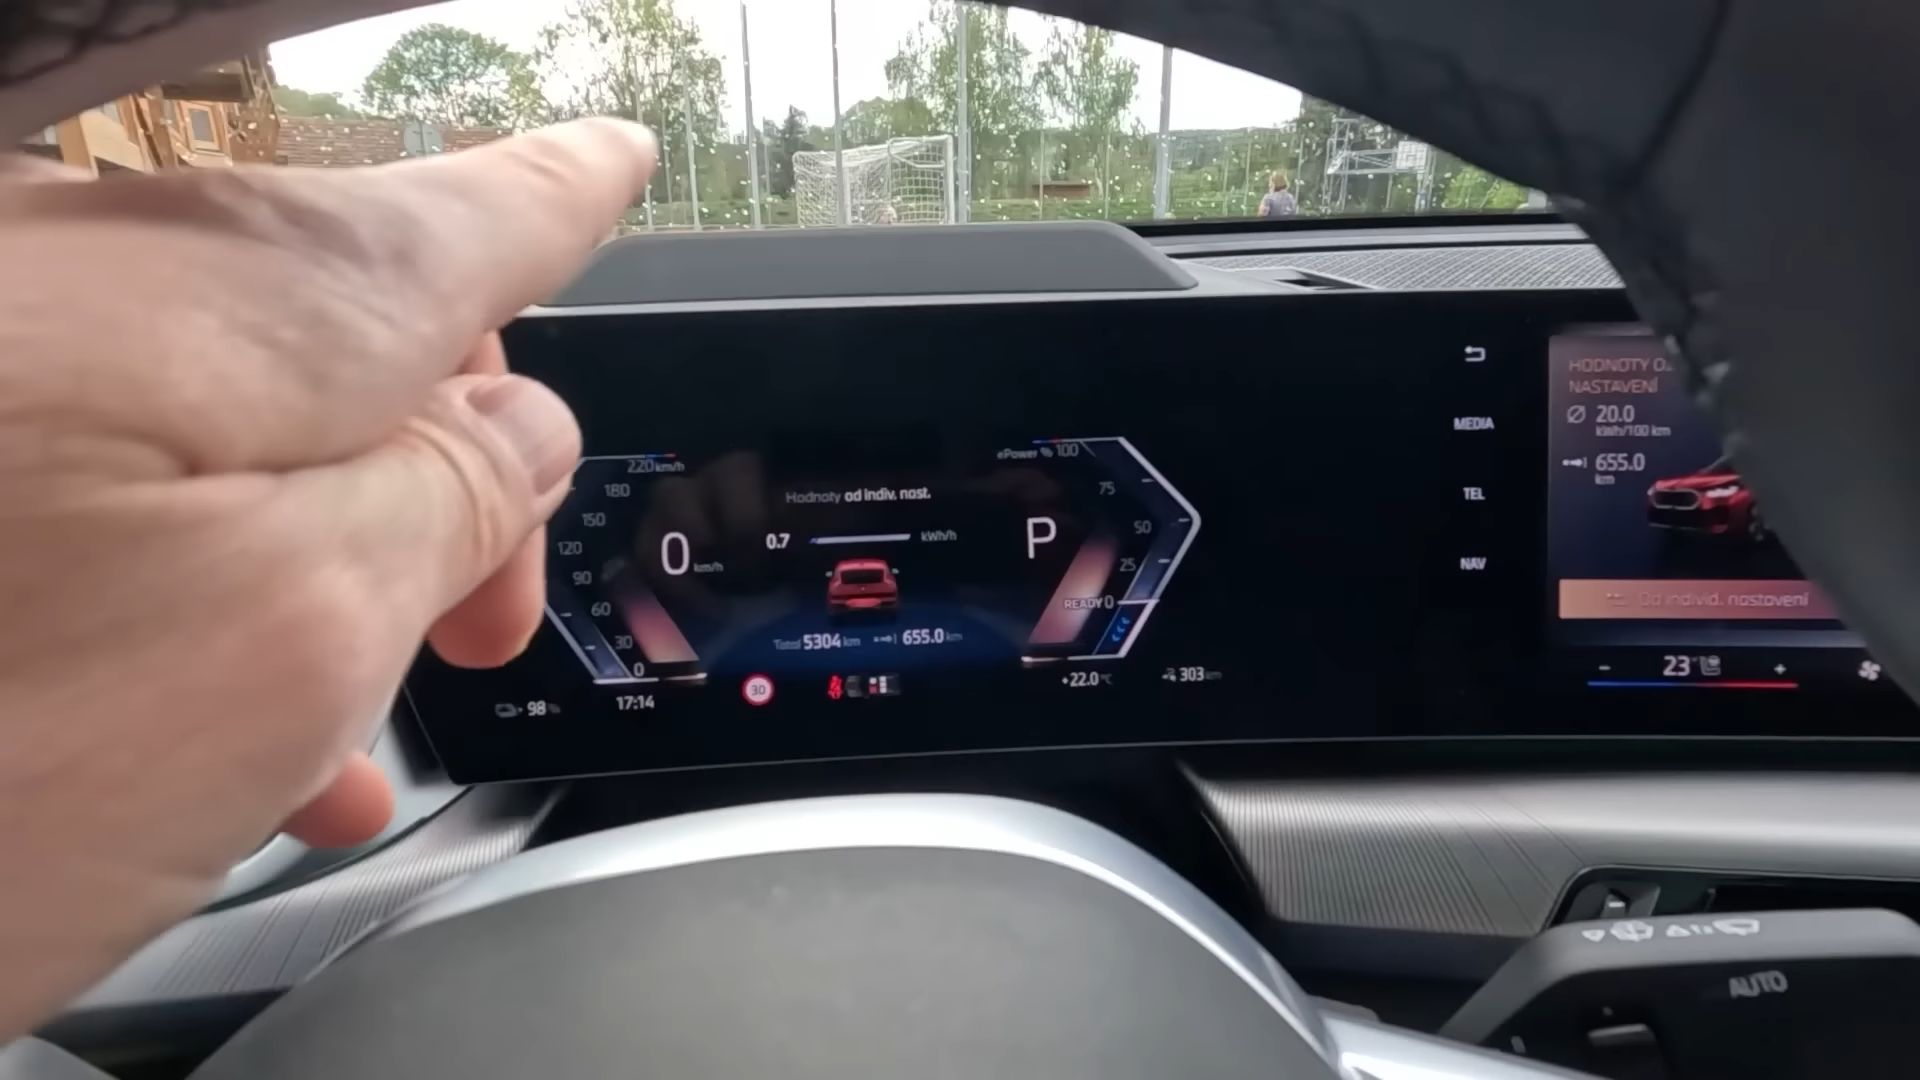 220 km/h
180
150
120
90
60
30
0
0 km/h
Hodnoty od indiv. nast.
0.7 kWh/h
Total 5304 km 655.0 km
P
ePower % 100
75
50
25
READY 0
98 %
17:14
30
+22.0 °C
303 km
MEDIA
TEL
NAV
HODNOTY O
NASTAVENÍ
Ø 20.0
kWh/100 km
655.0
km
Od individ. nastavení
- 23 +
AUTO